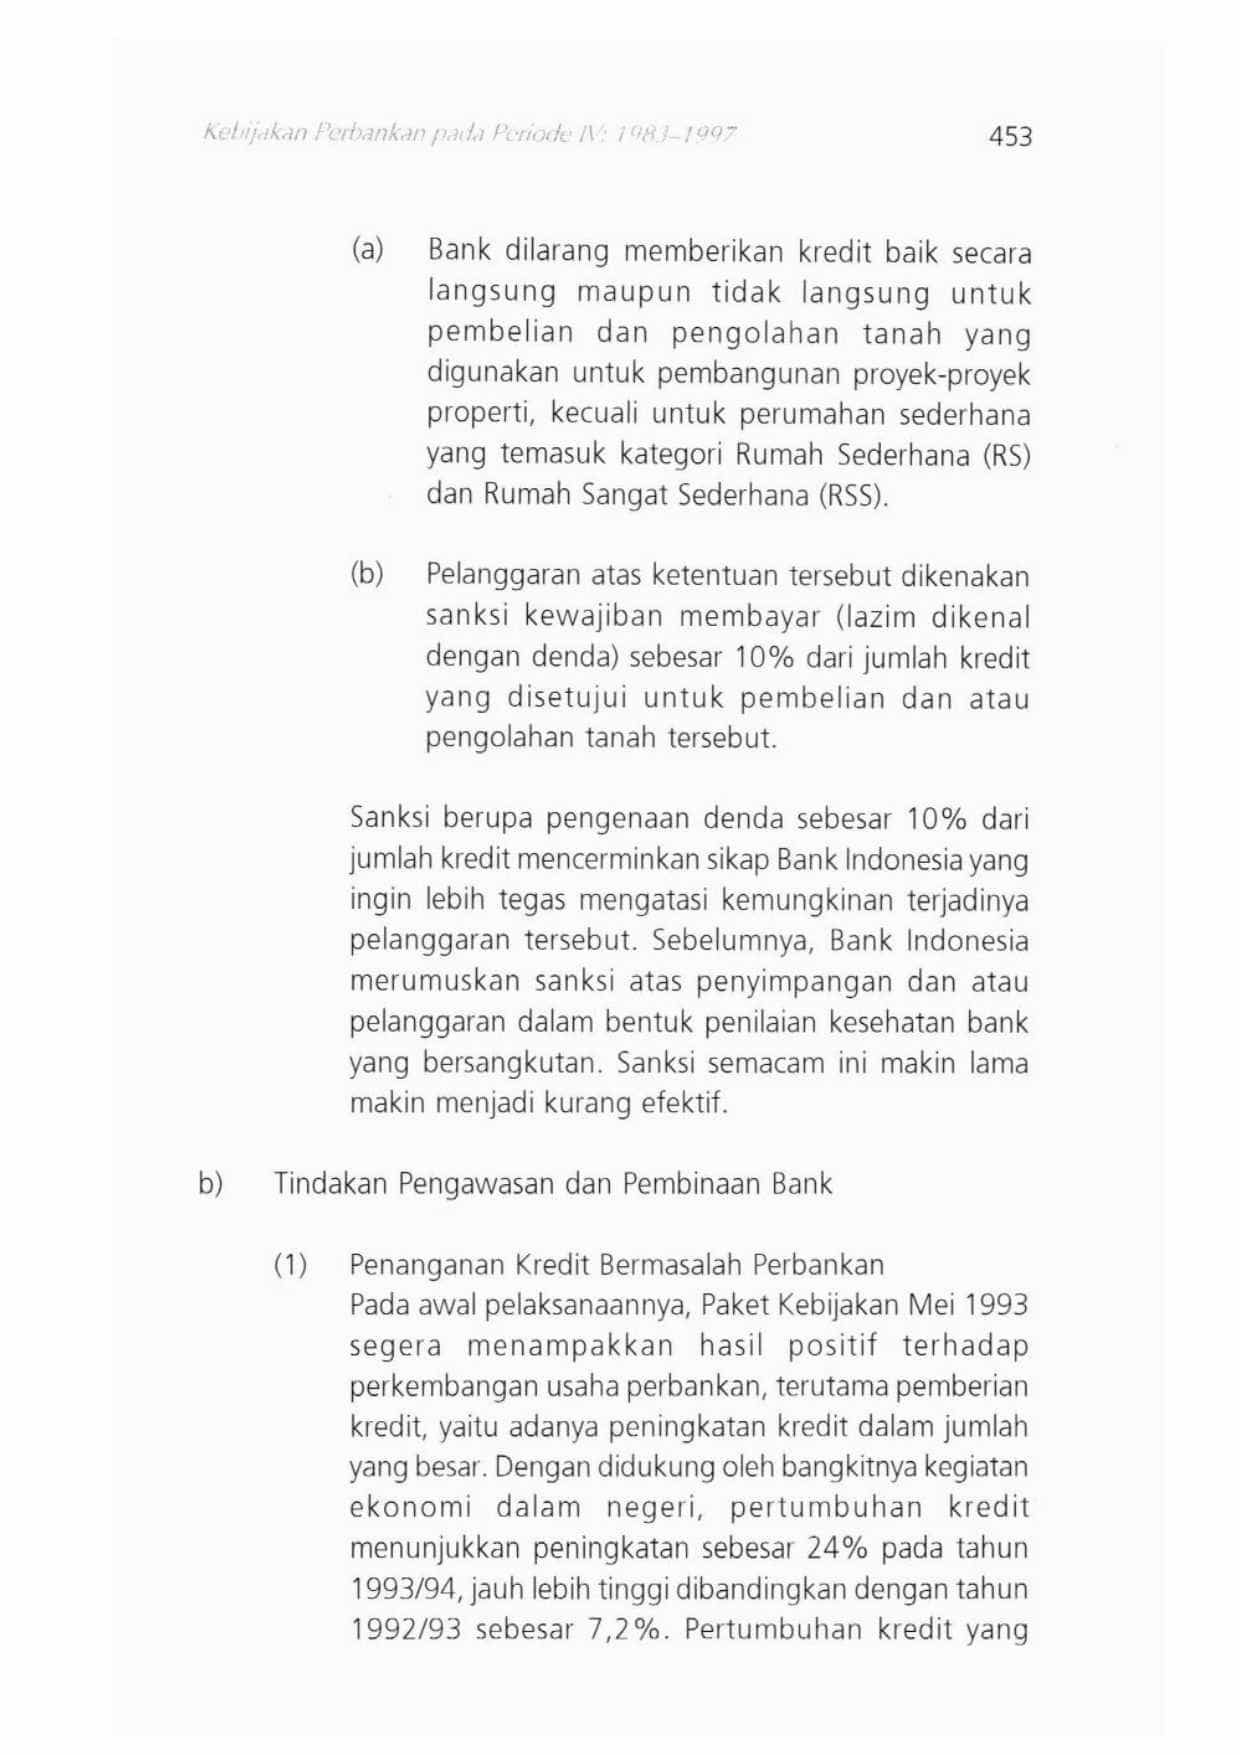 Kebijakan Perbankan pada Periode IV: 1983–1997 453
(a) Bank dilarang memberikan kredit baik secara
langsung maupun tidak langsung untuk
pembelian dan pengolahan tanah yang
digunakan untuk pembangunan proyek-proyek
properti, kecuali untuk perumahan sederhana
yang temasuk kategori Rumah Sederhana (RS)
dan Rumah Sangat Sederhana (RSS).
(b) Pelanggaran atas ketentuan tersebut dikenakan
sanksi kewajiban membayar (lazim dikenal
dengan denda) sebesar 10% dari jumlah kredit
yang disetujui untuk pembelian dan atau
pengolahan tanah tersebut.
Sanksi berupa pengenaan denda sebesar 10% dari
jumlah kredit mencerminkan sikap Bank Indonesia yang
ingin lebih tegas mengatasi kemungkinan terjadinya
pelanggaran tersebut. Sebelumnya, Bank Indonesia
merumuskan sanksi atas penyimpangan dan atau
pelanggaran dalam bentuk penilaian kesehatan bank
yang bersangkutan. Sanksi semacam ini makin lama
makin menjadi kurang efektif.
b) Tindakan Pengawasan dan Pembinaan Bank
(1) Penanganan Kredit Bermasalah Perbankan
Pada awal pelaksanaannya, Paket Kebijakan Mei 1993
segera menampakkan hasil positif terhadap
perkembangan usaha perbankan, terutama pemberian
kredit, yaitu adanya peningkatan kredit dalam jumlah
yang besar. Dengan didukung oleh bangkitnya kegiatan
ekonomi dalam negeri, pertumbuhan kredit
menunjukkan peningkatan sebesar 24% pada tahun
1993/94, jauh lebih tinggi dibandingkan dengan tahun
1992/93 sebesar 7,2%. Pertumbuhan kredit yang